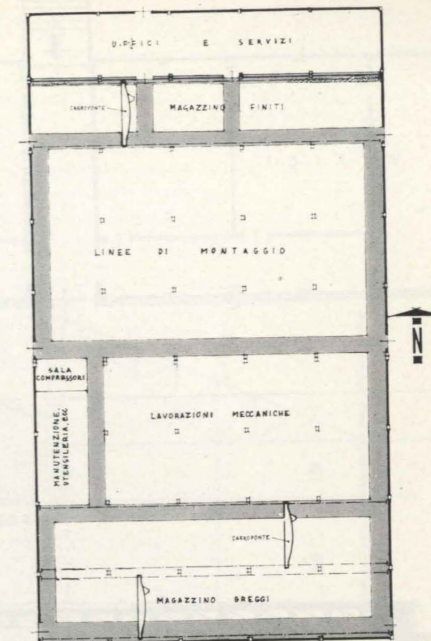 UFFICI E SERVIZI
CARROPONTE
MAGAZZINO FINITI
LINEE DI MONTAGGIO
N
SALA
COMPRESSORI
MANUTENZIONE,
UTENSILERIA, ECC.
LAVORAZIONI MECCANICHE
CARROPONTE
MAGAZZINO GREGGI